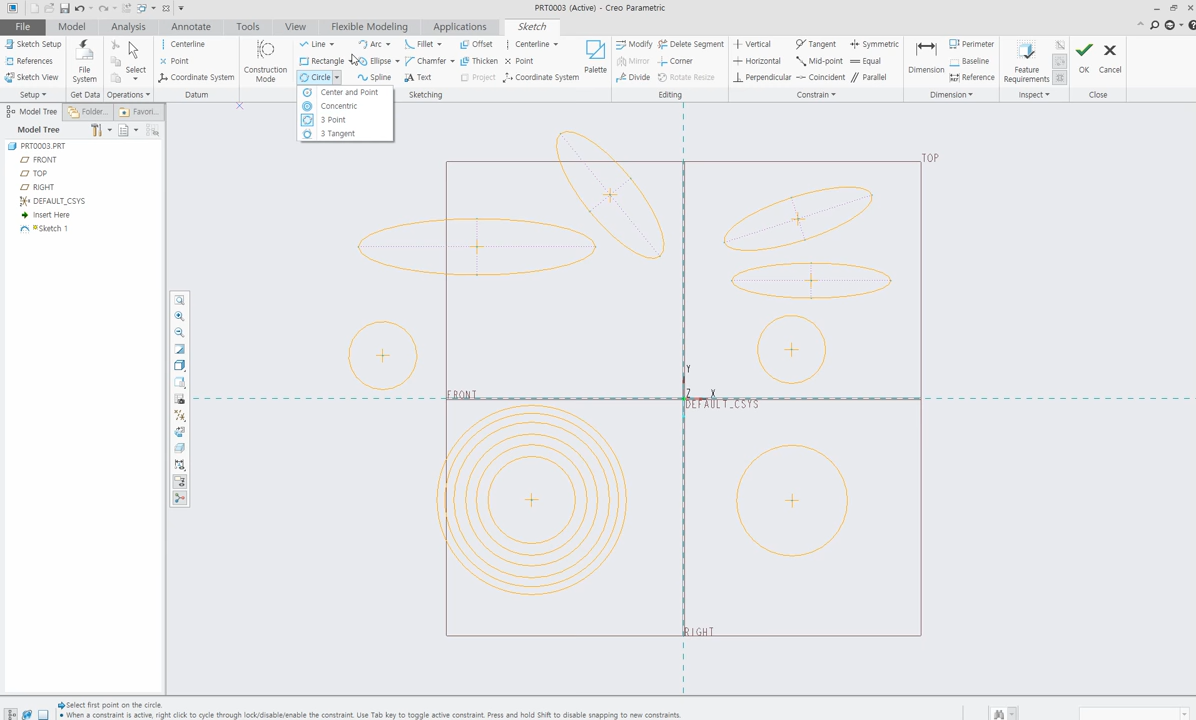 PRT0003 (Active) - Creo Parametric
File Model Analysis Annotate Tools View Flexible Modeling Applications Sketch
Sketch Setup
References
Sketch View
Setup
File
System
Get Data
Select
Operations
Centerline
Point
Coordinate System
Datum
Construction
Mode
Line
Rectangle
Circle
Arc
Ellipse
Spline
Fillet
Chamfer
Text
Offset
Thicken
Project
Centerline
Point
Coordinate System
Palette
Sketching
Modify
Mirror
Divide
Delete Segment
Corner
Rotate Resize
Editing
Vertical
Horizontal
Perpendicular
Tangent
Mid-point
Coincident
Symmetric
Equal
Parallel
Constrain
Dimension
Perimeter
Baseline
Reference
Dimension
Feature
Requirements
Inspect
OK
Cancel
Close
Center and Point
Concentric
3 Point
3 Tangent
Model Tree
Folder...
Favori...
Model Tree
PRT0003.PRT
FRONT
TOP
RIGHT
DEFAULT_CSYS
Insert Here
Sketch 1
TOP
Y
Z X
FRONT
DEFAULT_CSYS
RIGHT
Select first point on the circle.
• When a constraint is active, right click to cycle through lock/disable/enable the constraint. Use Tab key to toggle active constraint. Press and hold Shift to disable snapping to new constraints.